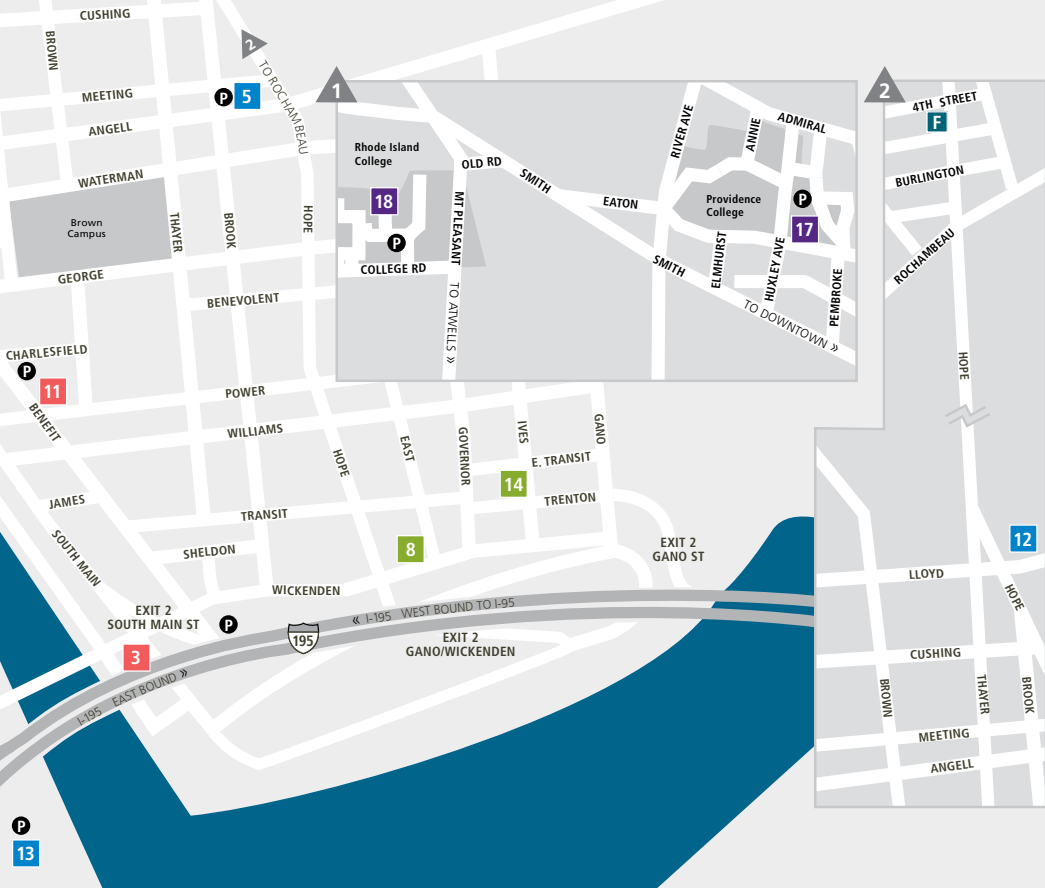 CUSHING
BROWN
2
TO ROCHAMBEAU
MEETING
P
5
ANGELL
WATERMAN
Brown
Campus
THAYER
BROOK
HOPE
GEORGE
BENEVOLENT
CHARLESFIELD
P
11
BENEFIT
POWER
WILLIAMS
HOPE
EAST
GOVERNOR
IVES
GANO
E. TRANSIT
14
TRENTON
JAMES
TRANSIT
SOUTH MAIN
SHELDON
8
EXIT 2
GANO ST
WICKENDEN
EXIT 2
SOUTH MAIN ST
P
195
« I-195 WEST BOUND TO I-95
EXIT 2
GANO/WICKENDEN
3
I-195 EAST BOUND »
P
13
1
Rhode Island
College
18
P
COLLEGE RD
OLD RD
MT PLEASANT
TO ATWELLS »
SMITH
EATON
RIVER AVE
ANNIE
ADMIRAL
Providence
College
P
17
SMITH
ELMHURST
HUXLEY AVE
PEMBROKE
TO DOWNTOWN »
2
4TH STREET
F
BURLINGTON
ROCHAMBEAU
HOPE
12
LLOYD
HOPE
CUSHING
BROWN
THAYER
BROOK
MEETING
ANGELL